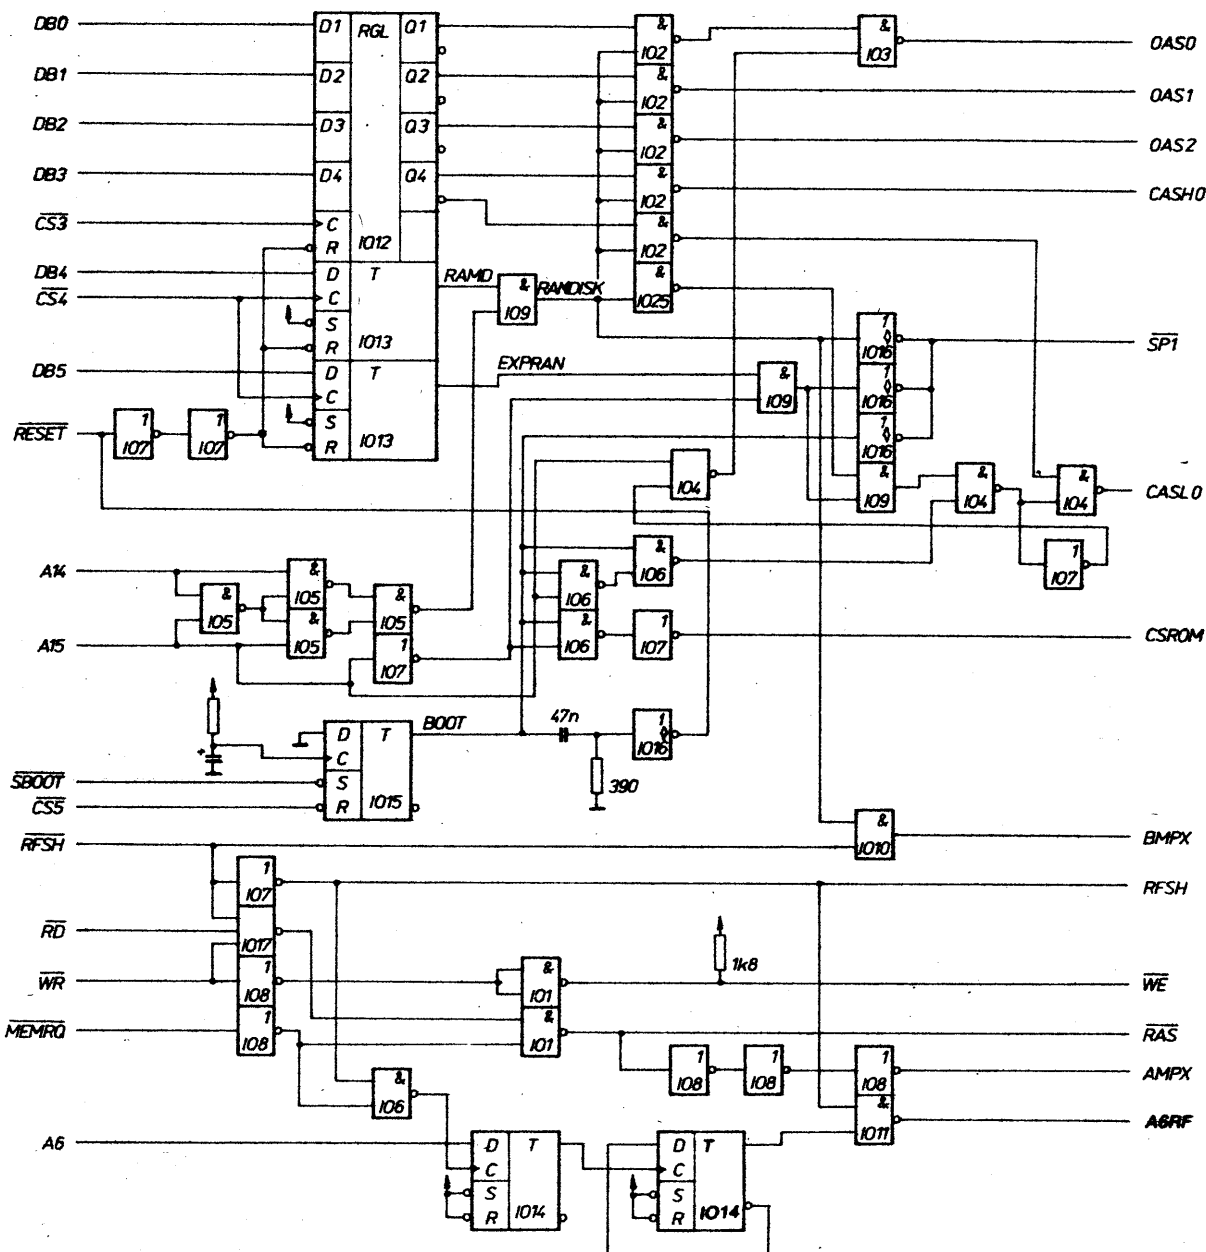 DB0 D1 RGL Q1 & IO2 & IO3 OAS0
DB1 D2 Q2 & IO2 OAS1
DB2 D3 Q3 & IO2 OAS2
DB3 D4 Q4 & IO2 CASH0
CS3 C R IO12 & IO2
DB4 D T RAMD & IO9 RANDISK & IO25
CS4 C S R IO13
1 IO16 SP1
DB5 D T EXPRAN & IO9 1 IO16
C S R IO13 1 IO16
RESET 1 IO7 1 IO7
IO4 & IO9 & IO4 & IO4 CASL0
1 IO7
A14 & IO5 & IO5 & IO5 & IO6 & IO6
A15 & IO5 1 IO7 & IO6 1 IO7 CSROM
D T BOOT 47n 1 IO16
C
+
SBOOT S 390
CS5 R IO15
RFSH & IO10 BMPX
1 IO7 RFSH
RD IO17
1k8
WR 1 IO8 & IO1 WE
MEMRQ 1 IO8 & IO1 RAS
1 IO8 1 IO8 1 IO8 AMPX
& IO6 & IO11 A6RF
A6 D T D T
C C
S S
R IO14 R IO14